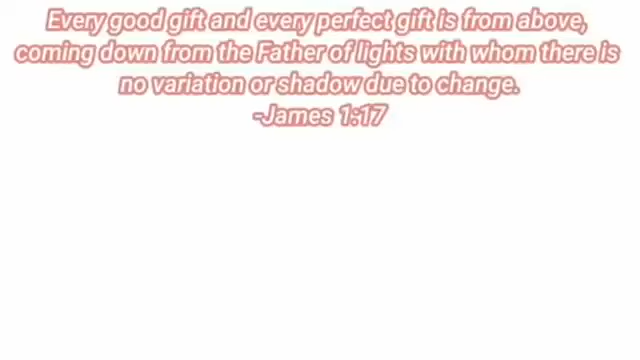 Every good gift and every perfect gift is from above,
coming down from the Father of lights with whom there is
no variation or shadow due to change.
-James 1:17